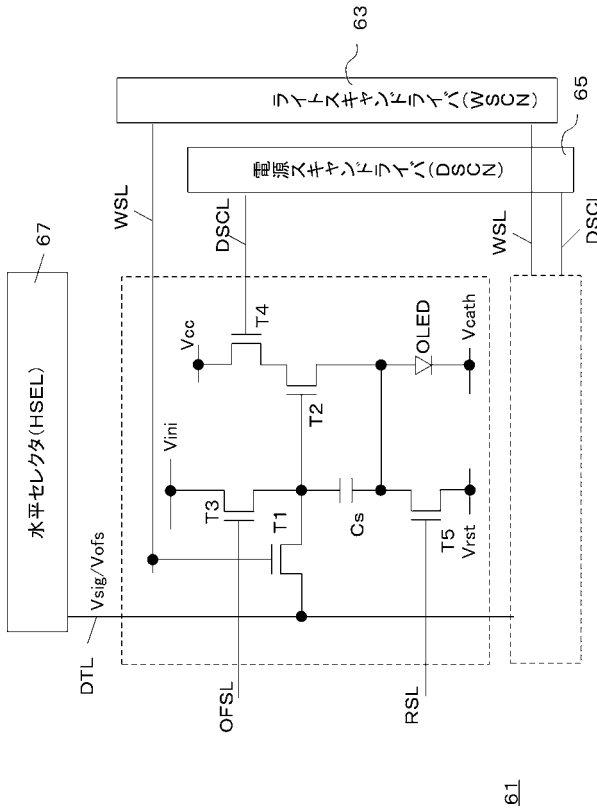 水平セレクタ(HSEL)
67
DTL
Vsig/Vofs
WSL
63
ライトスキャンドライバ(WSCN)
65
電源スキャンドライバ(DSCN)
DSCL
Vini
Vcc
T4
T3
T2
T1
OFSL
Cs
OLED
T5
RSL
Vrst
Vcath
WSL
DSCL
61